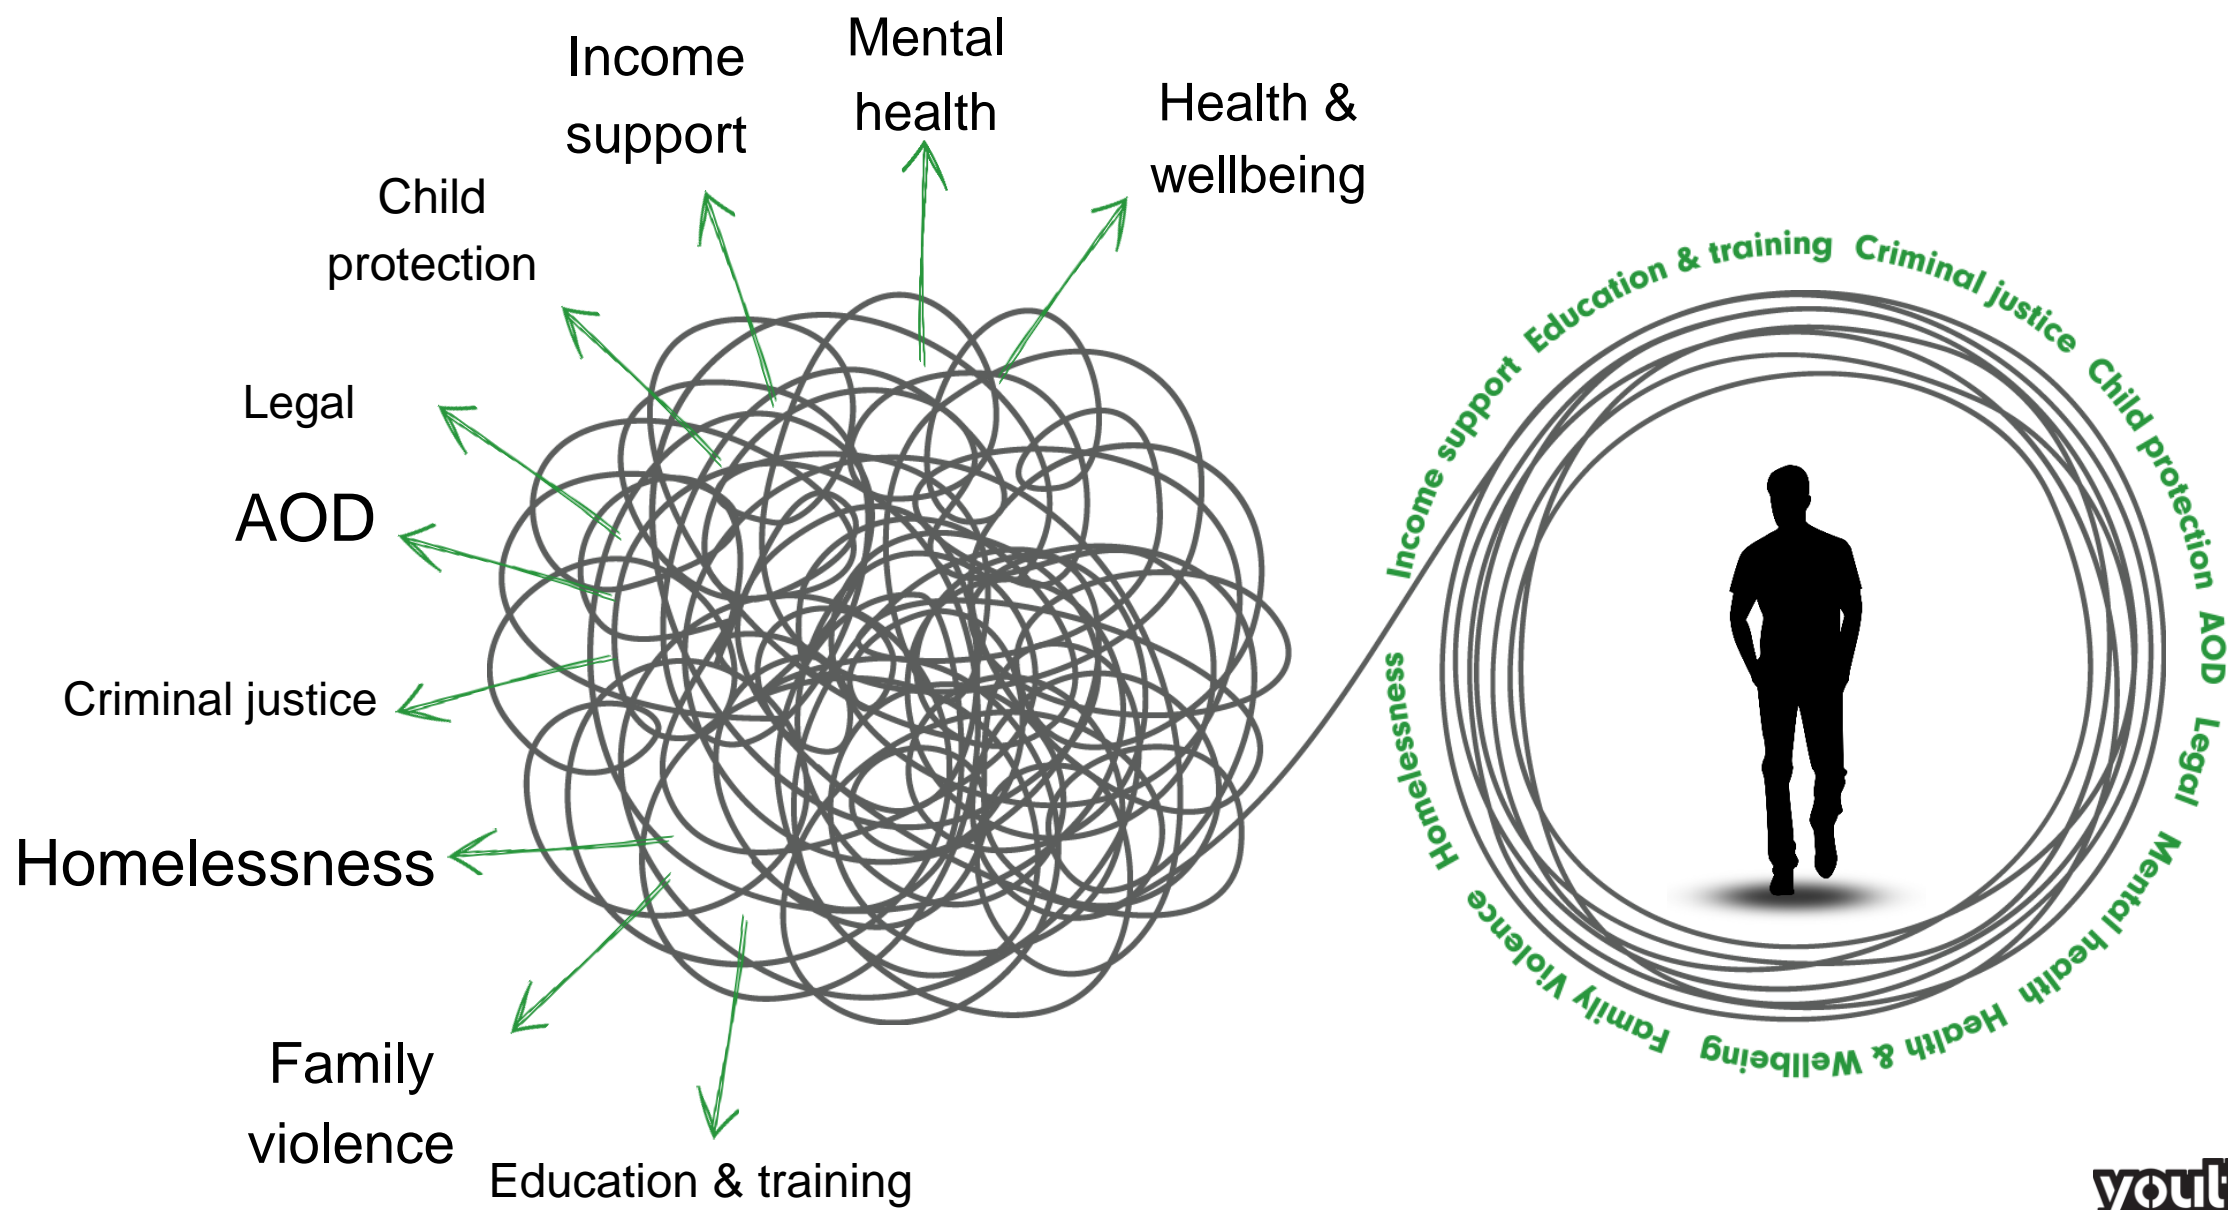 Mental
health
Income
support
Health &
wellbeing
Child
protection
Legal
AOD
Criminal justice
Homelessness
Family
violence
Education & training
Income support
Education & training
Criminal justice
Child protection
AOD
Legal
Mental health
Health & Wellbeing
Family Violence
Homelessness